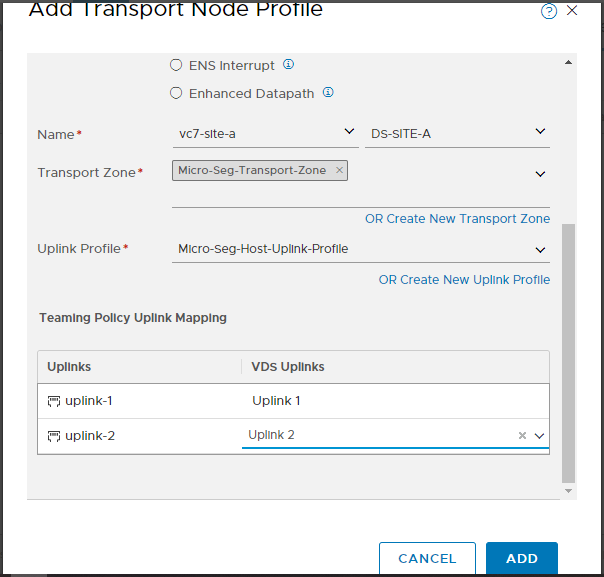 Add Transport Node Profile
ENS Interrupt
Enhanced Datapath
Name* vc7-site-a DS-SITE-A
Transport Zone* Micro-Seg-Transport-Zone
OR Create New Transport Zone
Uplink Profile* Micro-Seg-Host-Uplink-Profile
OR Create New Uplink Profile
Teaming Policy Uplink Mapping
Uplinks VDS Uplinks
uplink-1 Uplink 1
uplink-2 Uplink 2
CANCEL ADD